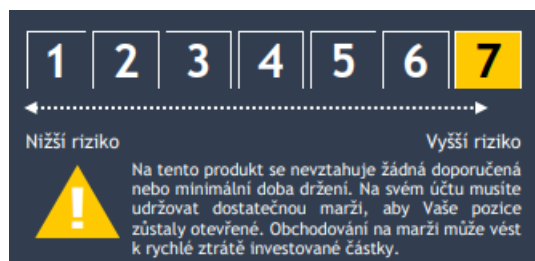 1 2 3 4 5 6 7
Nižší riziko Vyšší riziko
Na tento produkt se nevztahuje žádná doporučená
nebo minimální doba držení. Na svém účtu musíte
udržovat dostatečnou marži, aby Vaše pozice
zůstaly otevřené. Obchodování na marži může vést
k rychlé ztrátě investované částky.